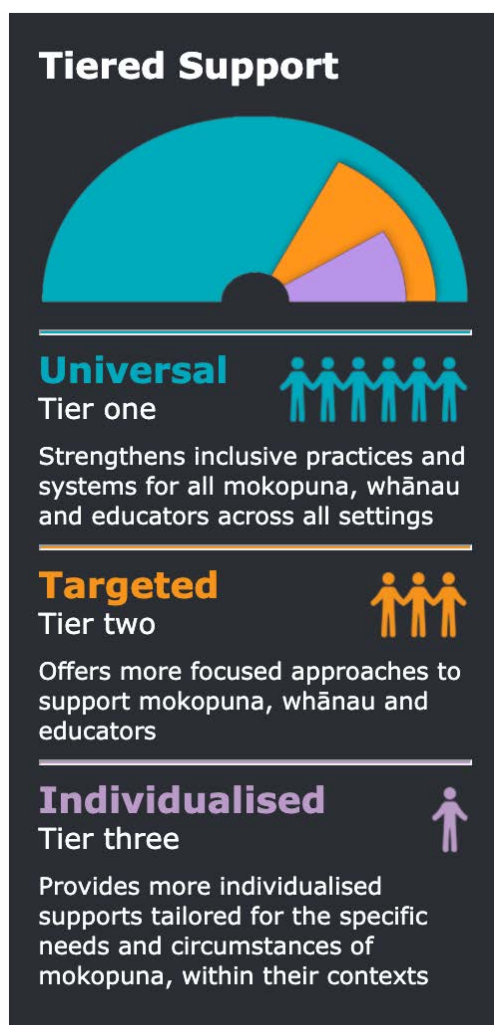 Tiered Support
Universal
Tier one
Strengthens inclusive practices and
systems for all mokopuna, whānau
and educators across all settings
Targeted
Tier two
Offers more focused approaches to
support mokopuna, whānau and
educators
Individualised
Tier three
Provides more individualised
supports tailored for the specific
needs and circumstances of
mokopuna, within their contexts